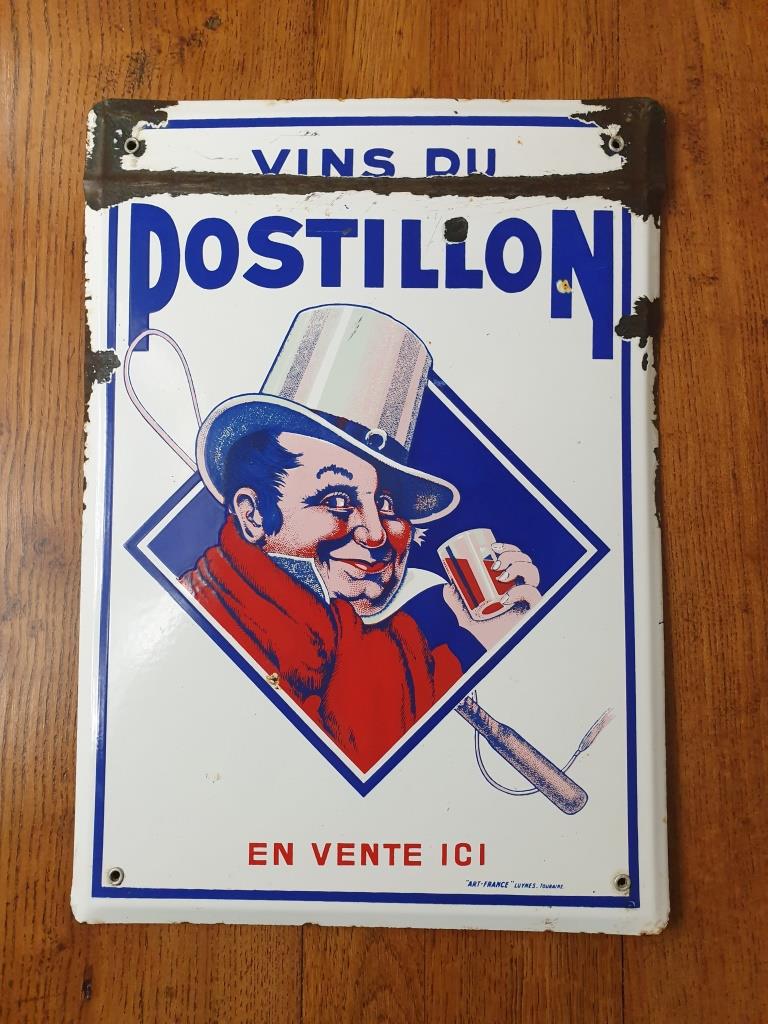 VINS DU
POSTILLON
EN VENTE ICI
"ART-FRANCE" LUYNES. TOURAINE